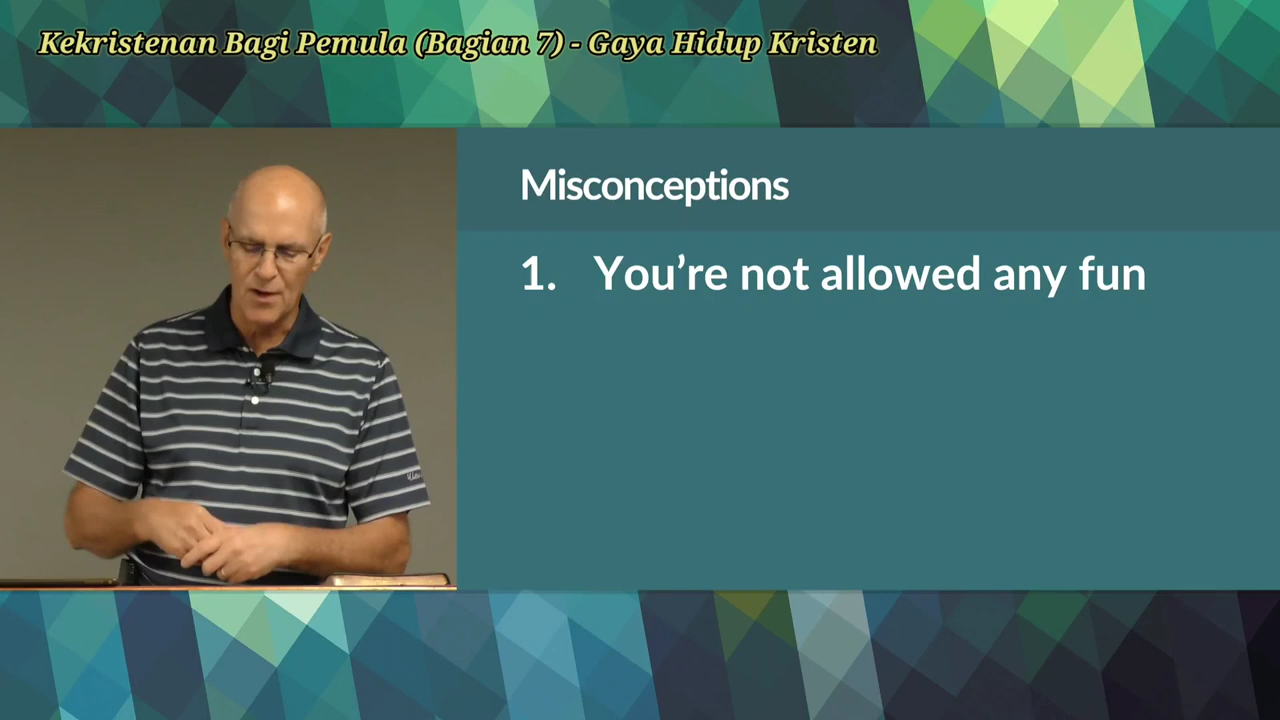 Kekristenan Bagi Pemula (Bagian 7) - Gaya Hidup Kristen
Misconceptions
1. You’re not allowed any fun